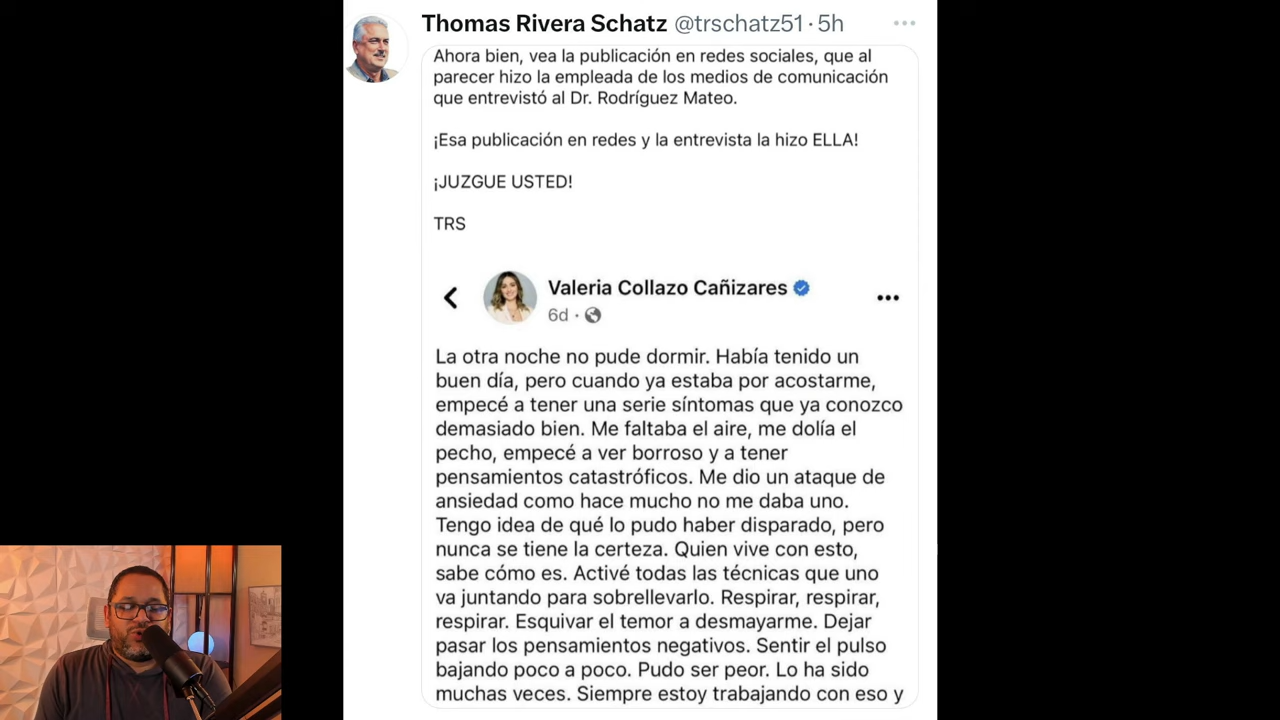 Thomas Rivera Schatz @trschatz51 · 5h
Ahora bien, vea la publicación en redes sociales, que al
parecer hizo la empleada de los medios de comunicación
que entrevistó al Dr. Rodríguez Mateo.
¡Esa publicación en redes y la entrevista la hizo ELLA!
¡JUZGUE USTED!
TRS
Valeria Collazo Cañizares
6d ·
La otra noche no pude dormir. Había tenido un
buen día, pero cuando ya estaba por acostarme,
empecé a tener una serie síntomas que ya conozco
demasiado bien. Me faltaba el aire, me dolía el
pecho, empecé a ver borroso y a tener
pensamientos catastróficos. Me dio un ataque de
ansiedad como hace mucho no me daba uno.
Tengo idea de qué lo pudo haber disparado, pero
nunca se tiene la certeza. Quien vive con esto,
sabe cómo es. Activé todas las técnicas que uno
va juntando para sobrellevarlo. Respirar, respirar,
respirar. Esquivar el temor a desmayarme. Dejar
pasar los pensamientos negativos. Sentir el pulso
bajando poco a poco. Pudo ser peor. Lo ha sido
muchas veces. Siempre estoy trabajando con eso y